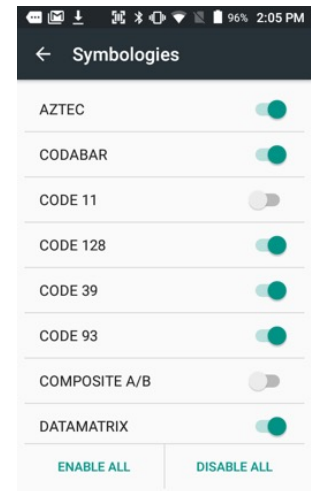 96% 2:05 PM
Symbologies
AZTEC
CODABAR
CODE 11
CODE 128
CODE 39
CODE 93
COMPOSITE A/B
DATAMATRIX
ENABLE ALL DISABLE ALL